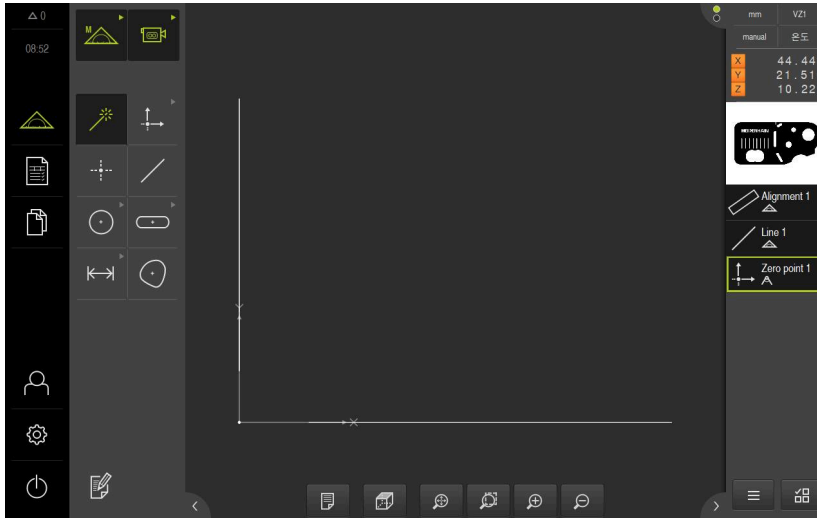 0
08:52
M
mm VZ1
manual 온도
X 44.44
Y 21.51
Z 10.22
HEIDENHAIN
Alignment 1
Line 1
Zero point 1
Y
X